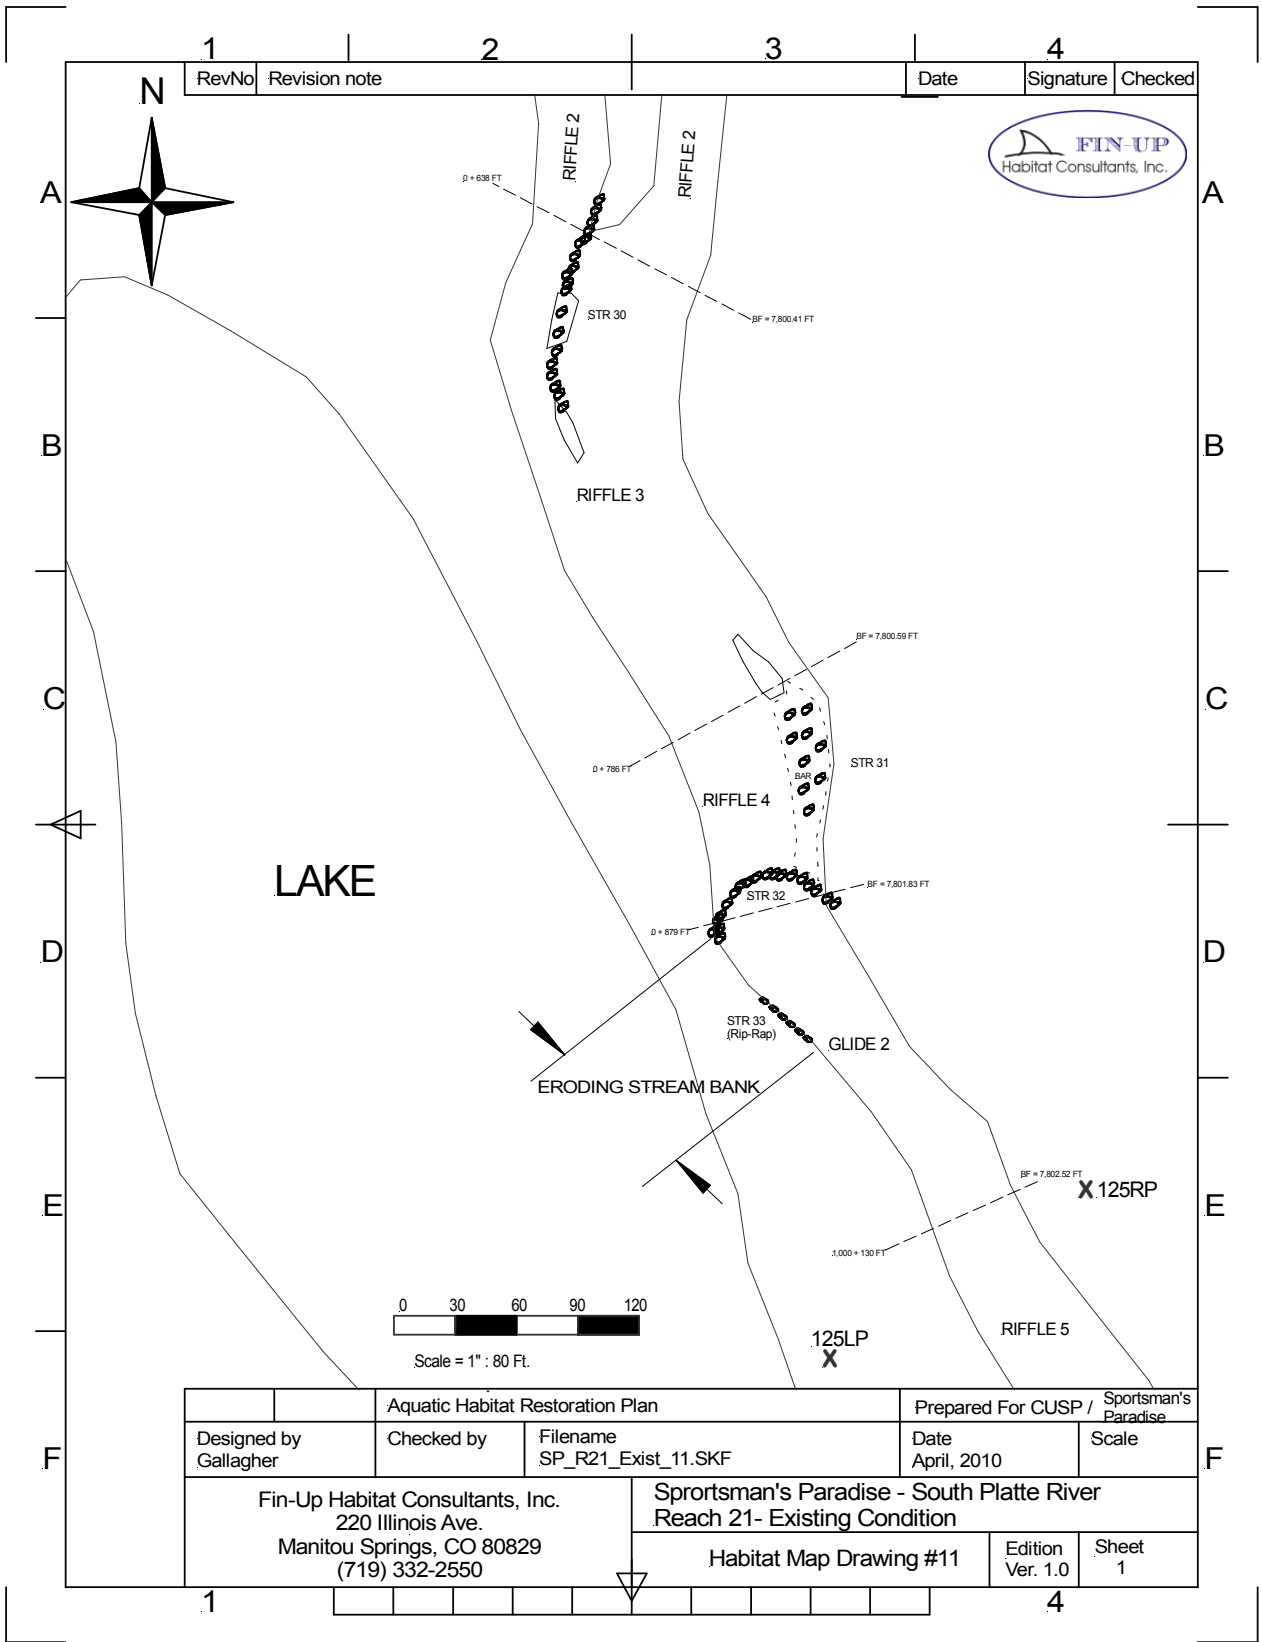 1 2 3 4
RevNo Revision note Date Signature Checked
N
FIN-UP
Habitat Consultants, Inc.
RIFFLE 2
RIFFLE 2
A A
0 + 638 FT
STR 30
BF = 7,800.41 FT
B B
RIFFLE 3
BF = 7,800.59 FT
C C
0 + 786 FT
STR 31
BAR
RIFFLE 4
LAKE
BF = 7,801.83 FT
STR 32
0 + 879 FT
D D
STR 33
(Rip-Rap)
GLIDE 2
ERODING STREAM BANK
BF = 7,802.52 FT
X 125RP
E E
1,000 + 130 FT
0 30 60 90 120
Scale = 1" : 80 Ft.
RIFFLE 5
125LP
X
Aquatic Habitat Restoration Plan
Prepared For CUSP / Sportsman's
Paradise
Designed by
Gallagher
Checked by
Filename
SP_R21_Exist_11.SKF
Date
April, 2010
Scale
F F
Fin-Up Habitat Consultants, Inc.
220 Illinois Ave.
Manitou Springs, CO 80829
(719) 332-2550
Sprortsman's Paradise - South Platte River
Reach 21- Existing Condition
Habitat Map Drawing #11
Edition
Ver. 1.0
Sheet
1
1 4